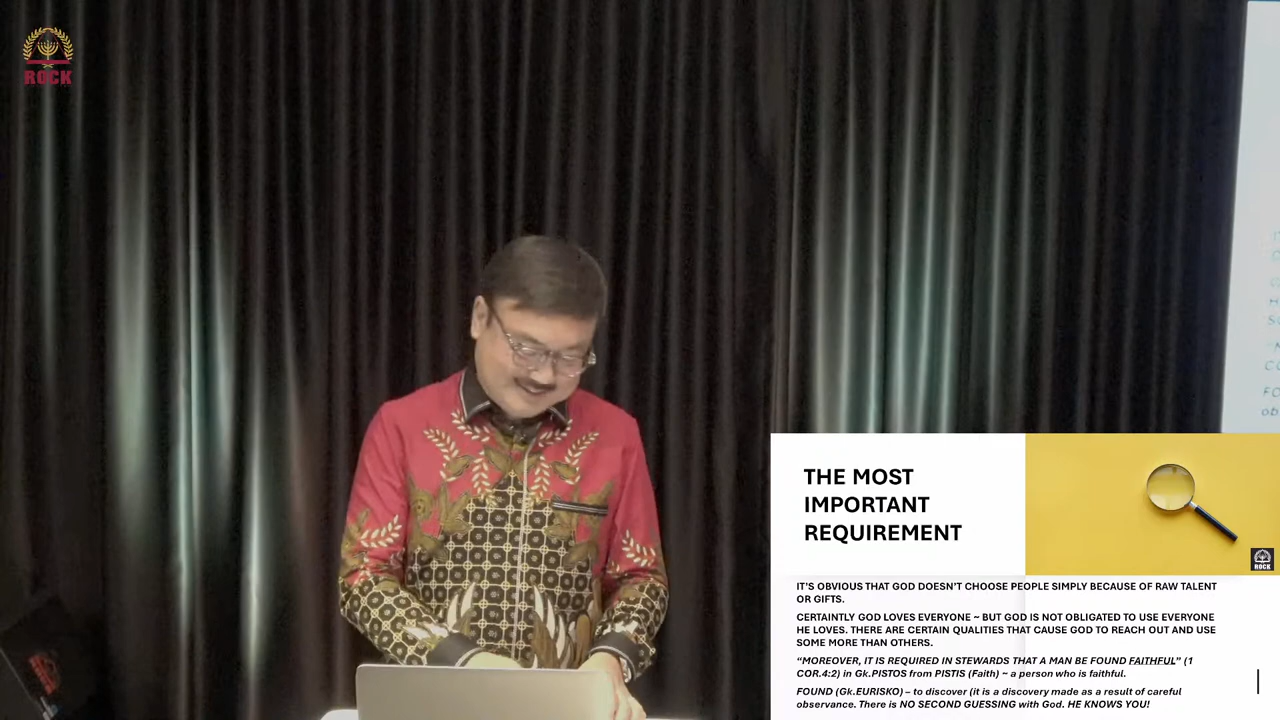 ROCK
THE MOST
IMPORTANT
REQUIREMENT
ROCK
IT'S OBVIOUS THAT GOD DOESN'T CHOOSE PEOPLE SIMPLY BECAUSE OF RAW TALENT
OR GIFTS.
CERTAINTLY GOD LOVES EVERYONE ~ BUT GOD IS NOT OBLIGATED TO USE EVERYONE
HE LOVES. THERE ARE CERTAIN QUALITIES THAT CAUSE GOD TO REACH OUT AND USE
SOME MORE THAN OTHERS.
"MOREOVER, IT IS REQUIRED IN STEWARDS THAT A MAN BE FOUND FAITHFUL" (1
COR.4:2) in Gk.PISTOS from PISTIS (Faith) ~ a person who is faithful.
FOUND (Gk.EURISKO) – to discover (it is a discovery made as a result of careful
observance. There is NO SECOND GUESSING with God. HE KNOWS YOU!